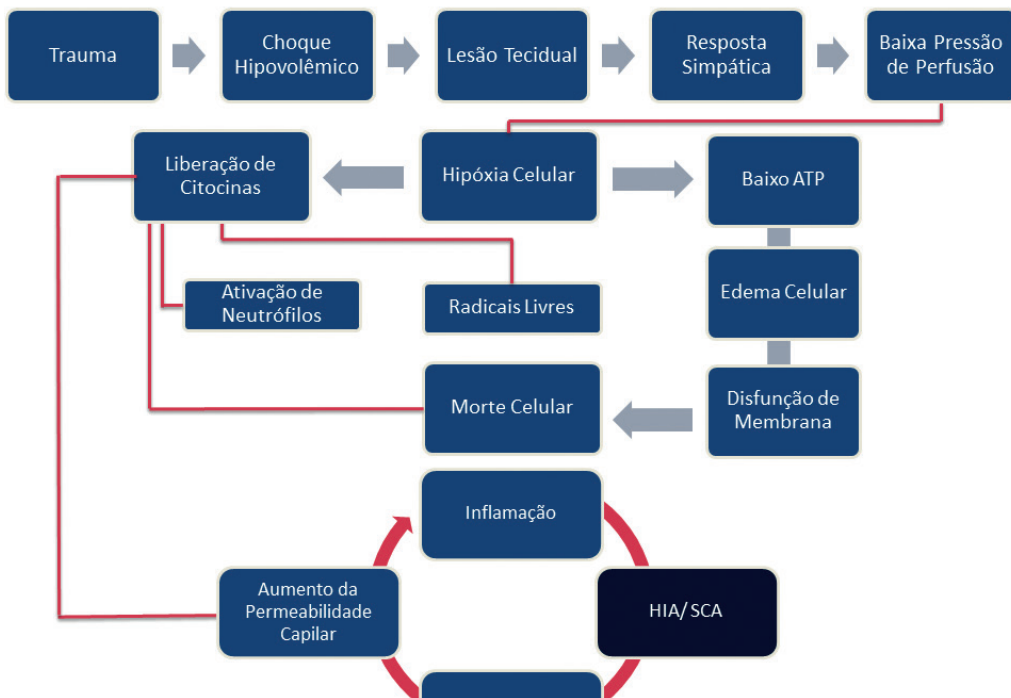 Trauma
Choque
Hipovolêmico
Lesão Tecidual
Resposta
Simpática
Baixa Pressão
de Perfusão
Liberação de
Citocinas
Hipóxia Celular
Baixo ATP
Ativação de
Neutrófilos
Radicais Livres
Edema Celular
Morte Celular
Disfunção de
Membrana
Inflamação
Aumento da
Permeabilidade
Capilar
HIA/ SCA